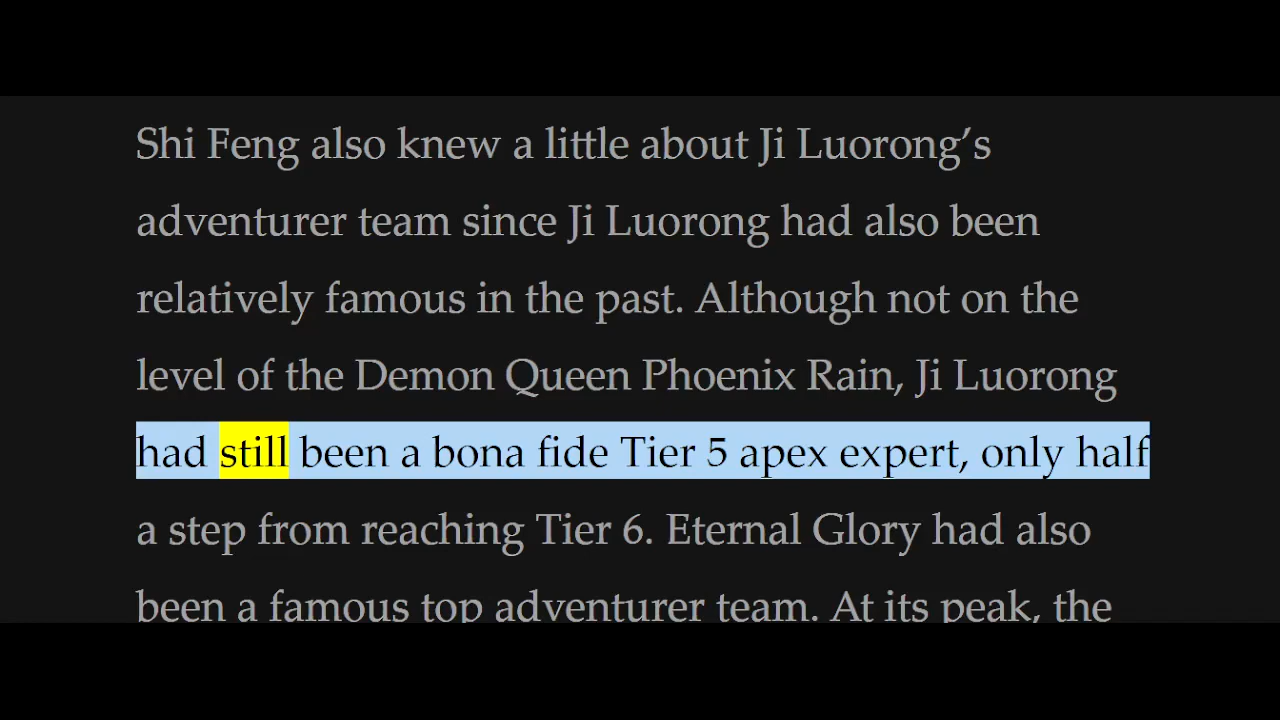 Shi Feng also knew a little about Ji Luorong’s
adventurer team since Ji Luorong had also been
relatively famous in the past. Although not on the
level of the Demon Queen Phoenix Rain, Ji Luorong
had still been a bona fide Tier 5 apex expert, only half
a step from reaching Tier 6. Eternal Glory had also
been a famous top adventurer team. At its peak, the